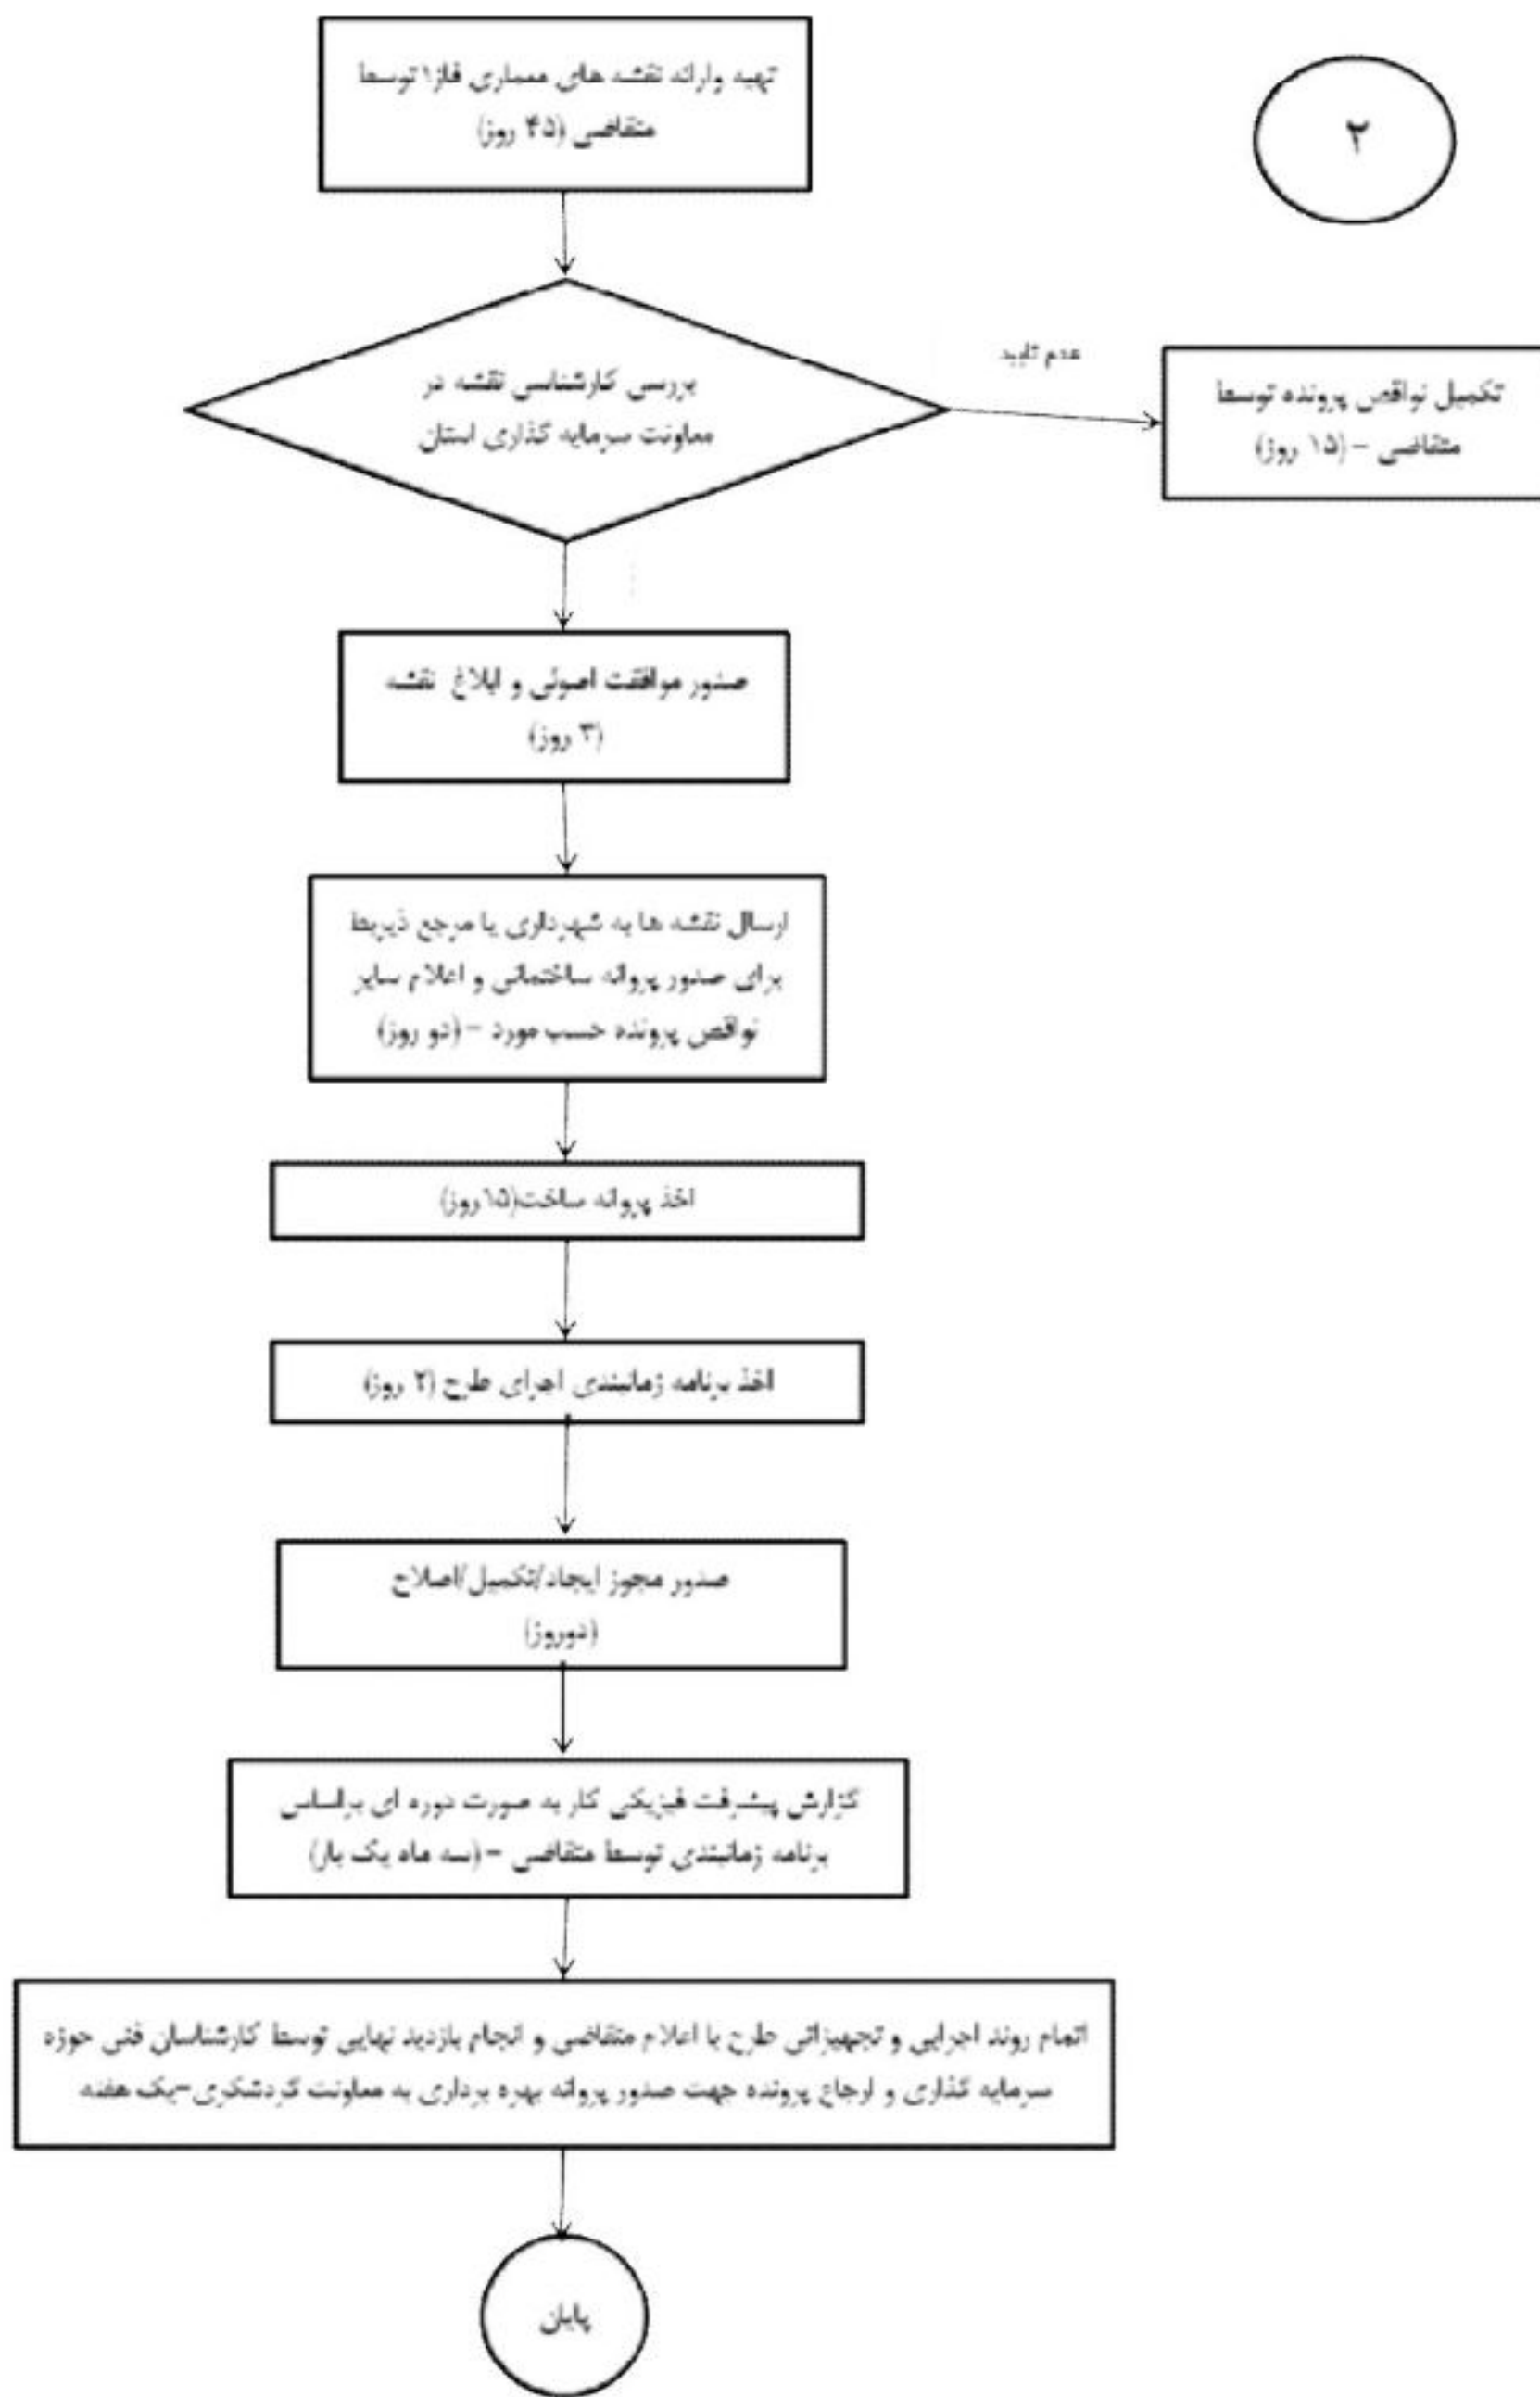 تهیه وارائه نقشه های معماری فاز۱ توسط
متقاضی (۴۵ روز)
۲
بررسی کارشناسی نقشه در
معاونت سرمایه گذاری استان
عدم تایید
تکمیل نواقص پرونده توسط
متقاضی – (۱۵ روز)
صدور موافقت اصولی و ابلاغ نقشه
(۳ روز)
ارسال نقشه ها به شهرداری یا مرجع ذیربط
برای صدور پروانه ساختمانی و اعلام سایر
نواقص پرونده حسب مورد – (دو روز)
اخذ پروانه ساخت(۱۵روز)
اخذ برنامه زمانبندی اجرای طرح (۲ روز)
صدور مجوز ایجاد/تکمیل/اصلاح
(دوروز)
گزارش پیشرفت فیزیکی کار به صورت دوره ای براساس
برنامه زمانبندی توسط متقاضی – (سه ماه یک بار)
اتمام روند اجرایی و تجهیزاتی طرح با اعلام متقاضی و انجام بازدید نهایی توسط کارشناسان فنی حوزه
سرمایه گذاری و ارجاع پرونده جهت صدور پروانه بهره برداری به معاونت گردشگری–یک هفته
پایان